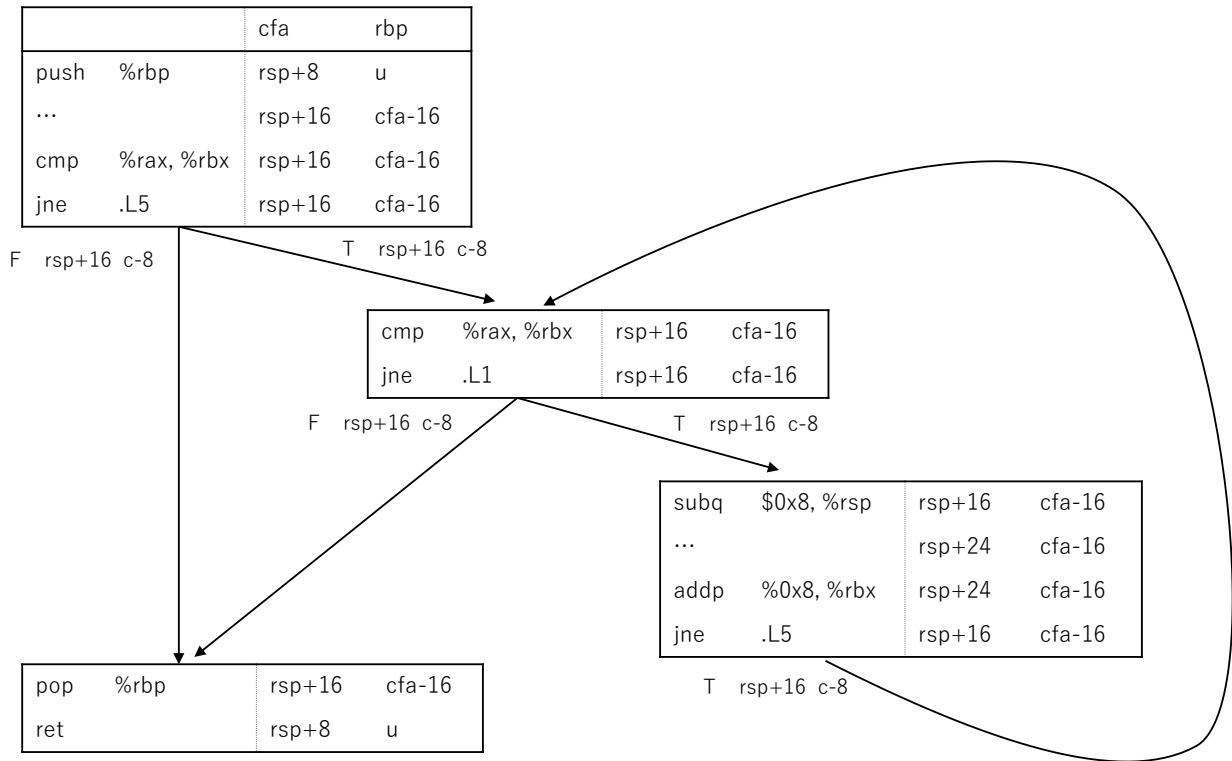 cfa rbp
push %rbp rsp+8 u
… rsp+16 cfa-16
cmp %rax, %rbx rsp+16 cfa-16
jne .L5 rsp+16 cfa-16
F rsp+16 c-8
T rsp+16 c-8
cmp %rax, %rbx rsp+16 cfa-16
jne .L1 rsp+16 cfa-16
F rsp+16 c-8
T rsp+16 c-8
subq $0x8, %rsp rsp+16 cfa-16
… rsp+24 cfa-16
addp %0x8, %rbx rsp+24 cfa-16
jne .L5 rsp+16 cfa-16
T rsp+16 c-8
pop %rbp rsp+16 cfa-16
ret rsp+8 u